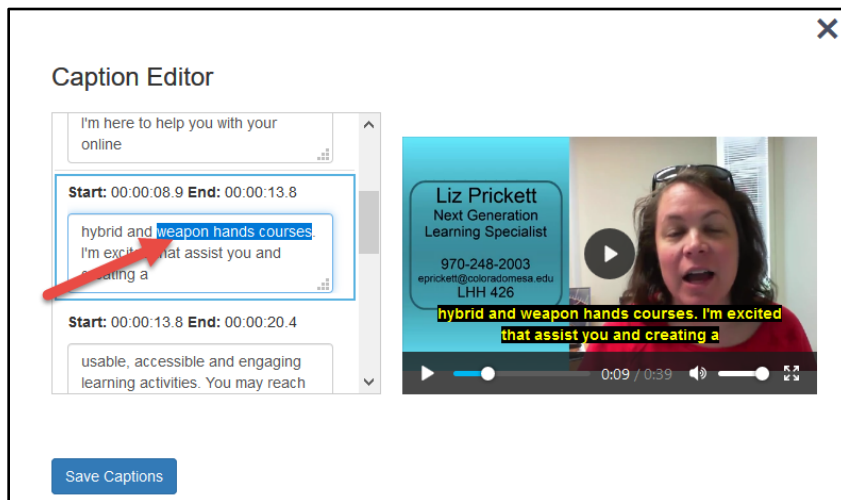 Caption Editor
I'm here to help you with your
online
Start: 00:00:08.9 End: 00:00:13.8
hybrid and weapon hands courses.
I'm that assist you and
a
Start: 00:00:13.8 End: 00:00:20.4
usable, accessible and engaging
learning activities. You may reach
Save Captions
Liz Prickett
Next Generation
Learning Specialist
970-248-2003
eprickett@coloradomesa.edu
LHH 426
hybrid and weapon hands courses. I'm excited
that assist you and creating a
0:09 / 0:39